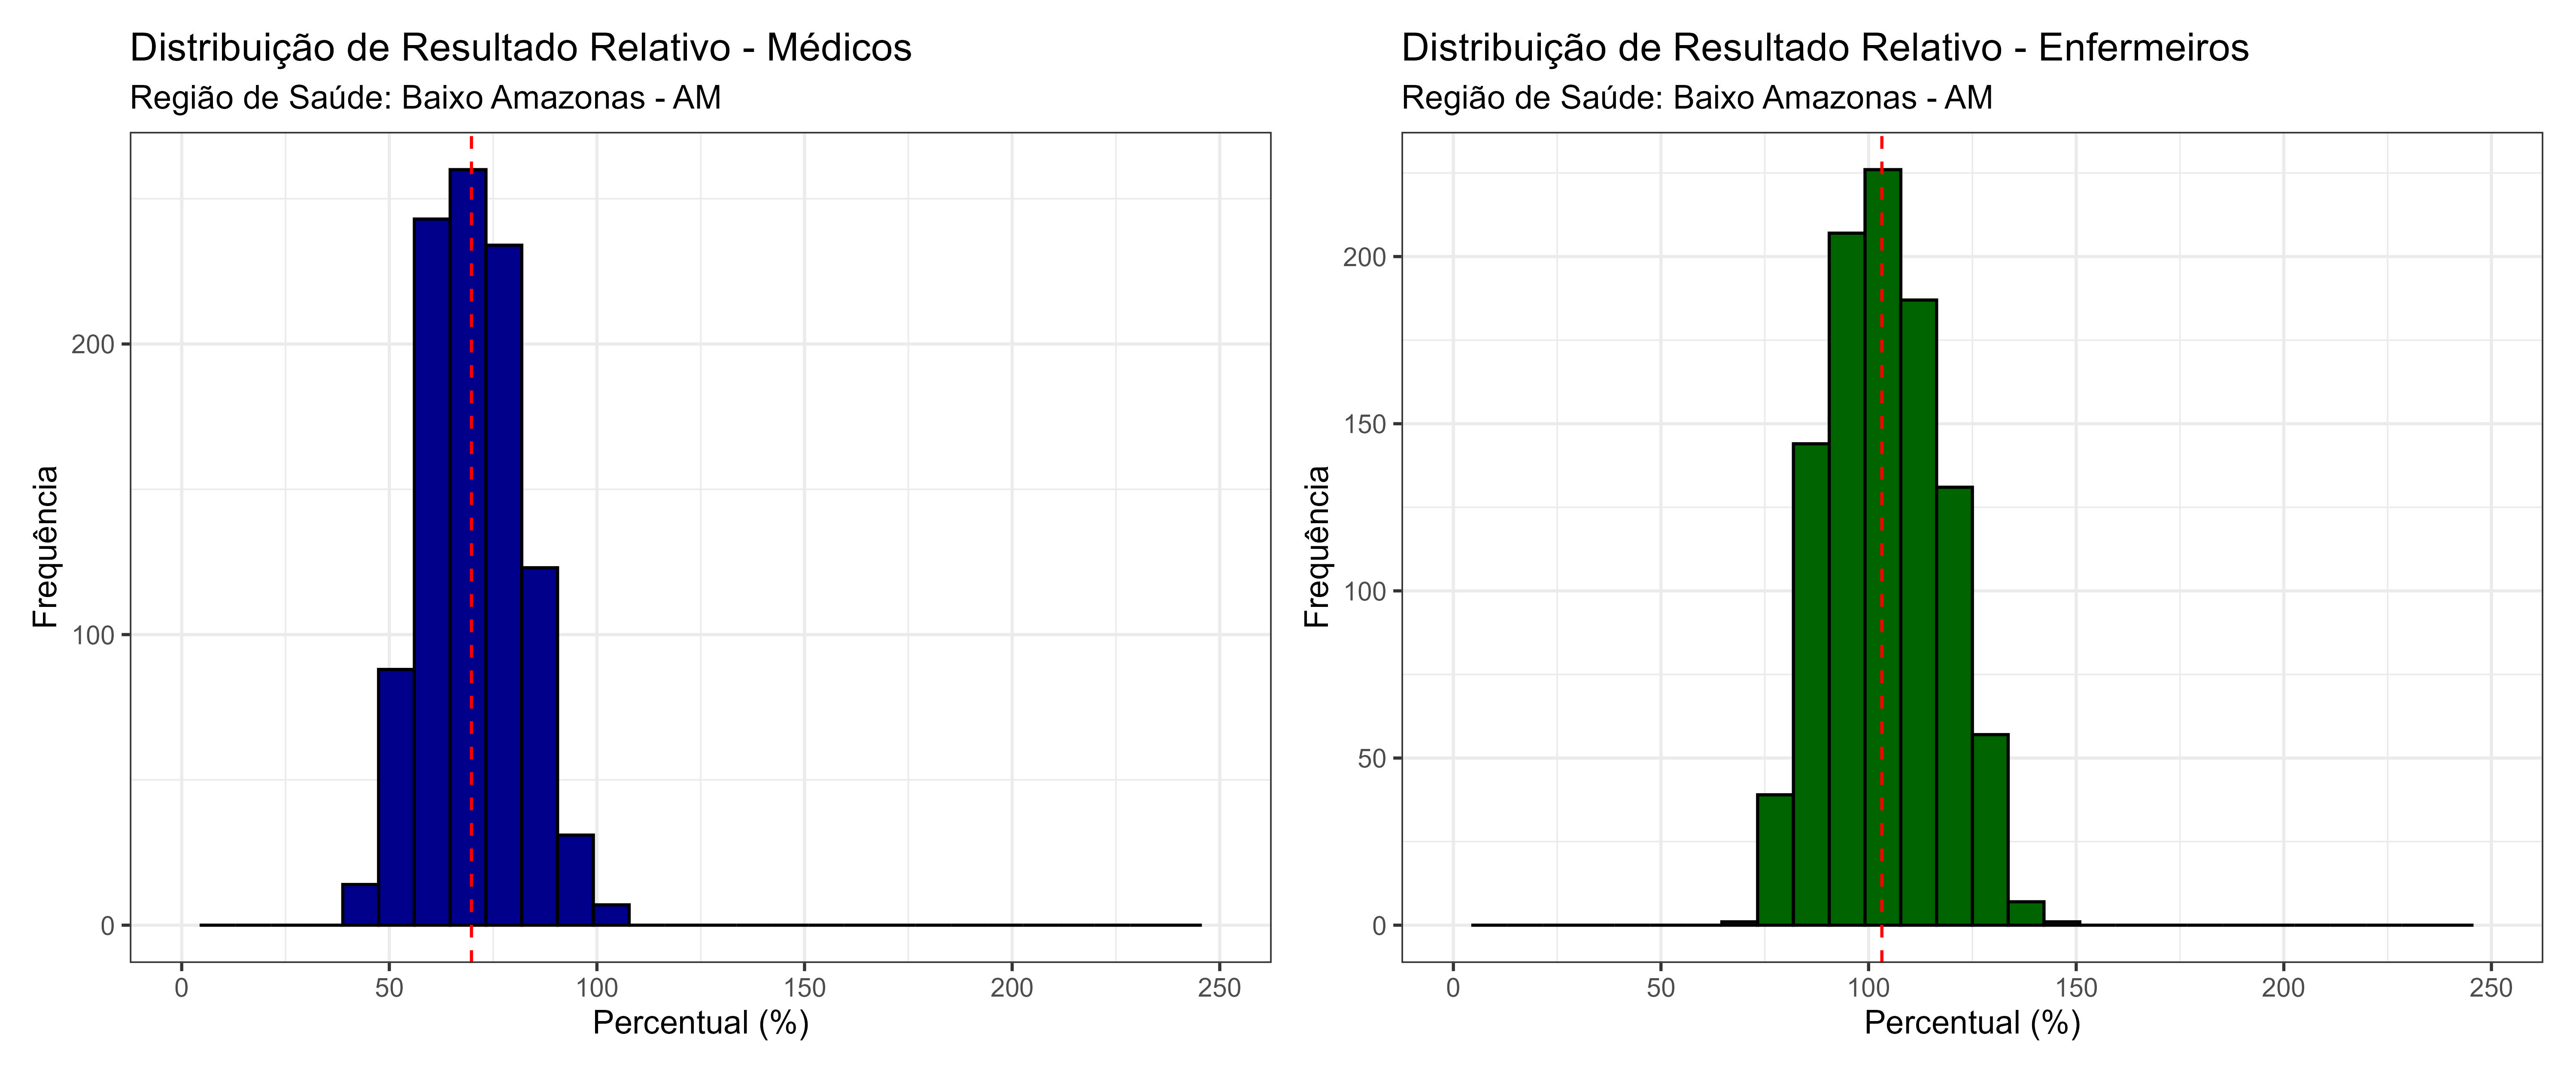 Distribuição de Resultado Relativo - Médicos
Região de Saúde: Baixo Amazonas - AM
Frequência
200
100
0
0 50 100 150 200 250
Percentual (%)
Distribuição de Resultado Relativo - Enfermeiros
Região de Saúde: Baixo Amazonas - AM
Frequência
200
150
100
50
0
0 50 100 150 200 250
Percentual (%)